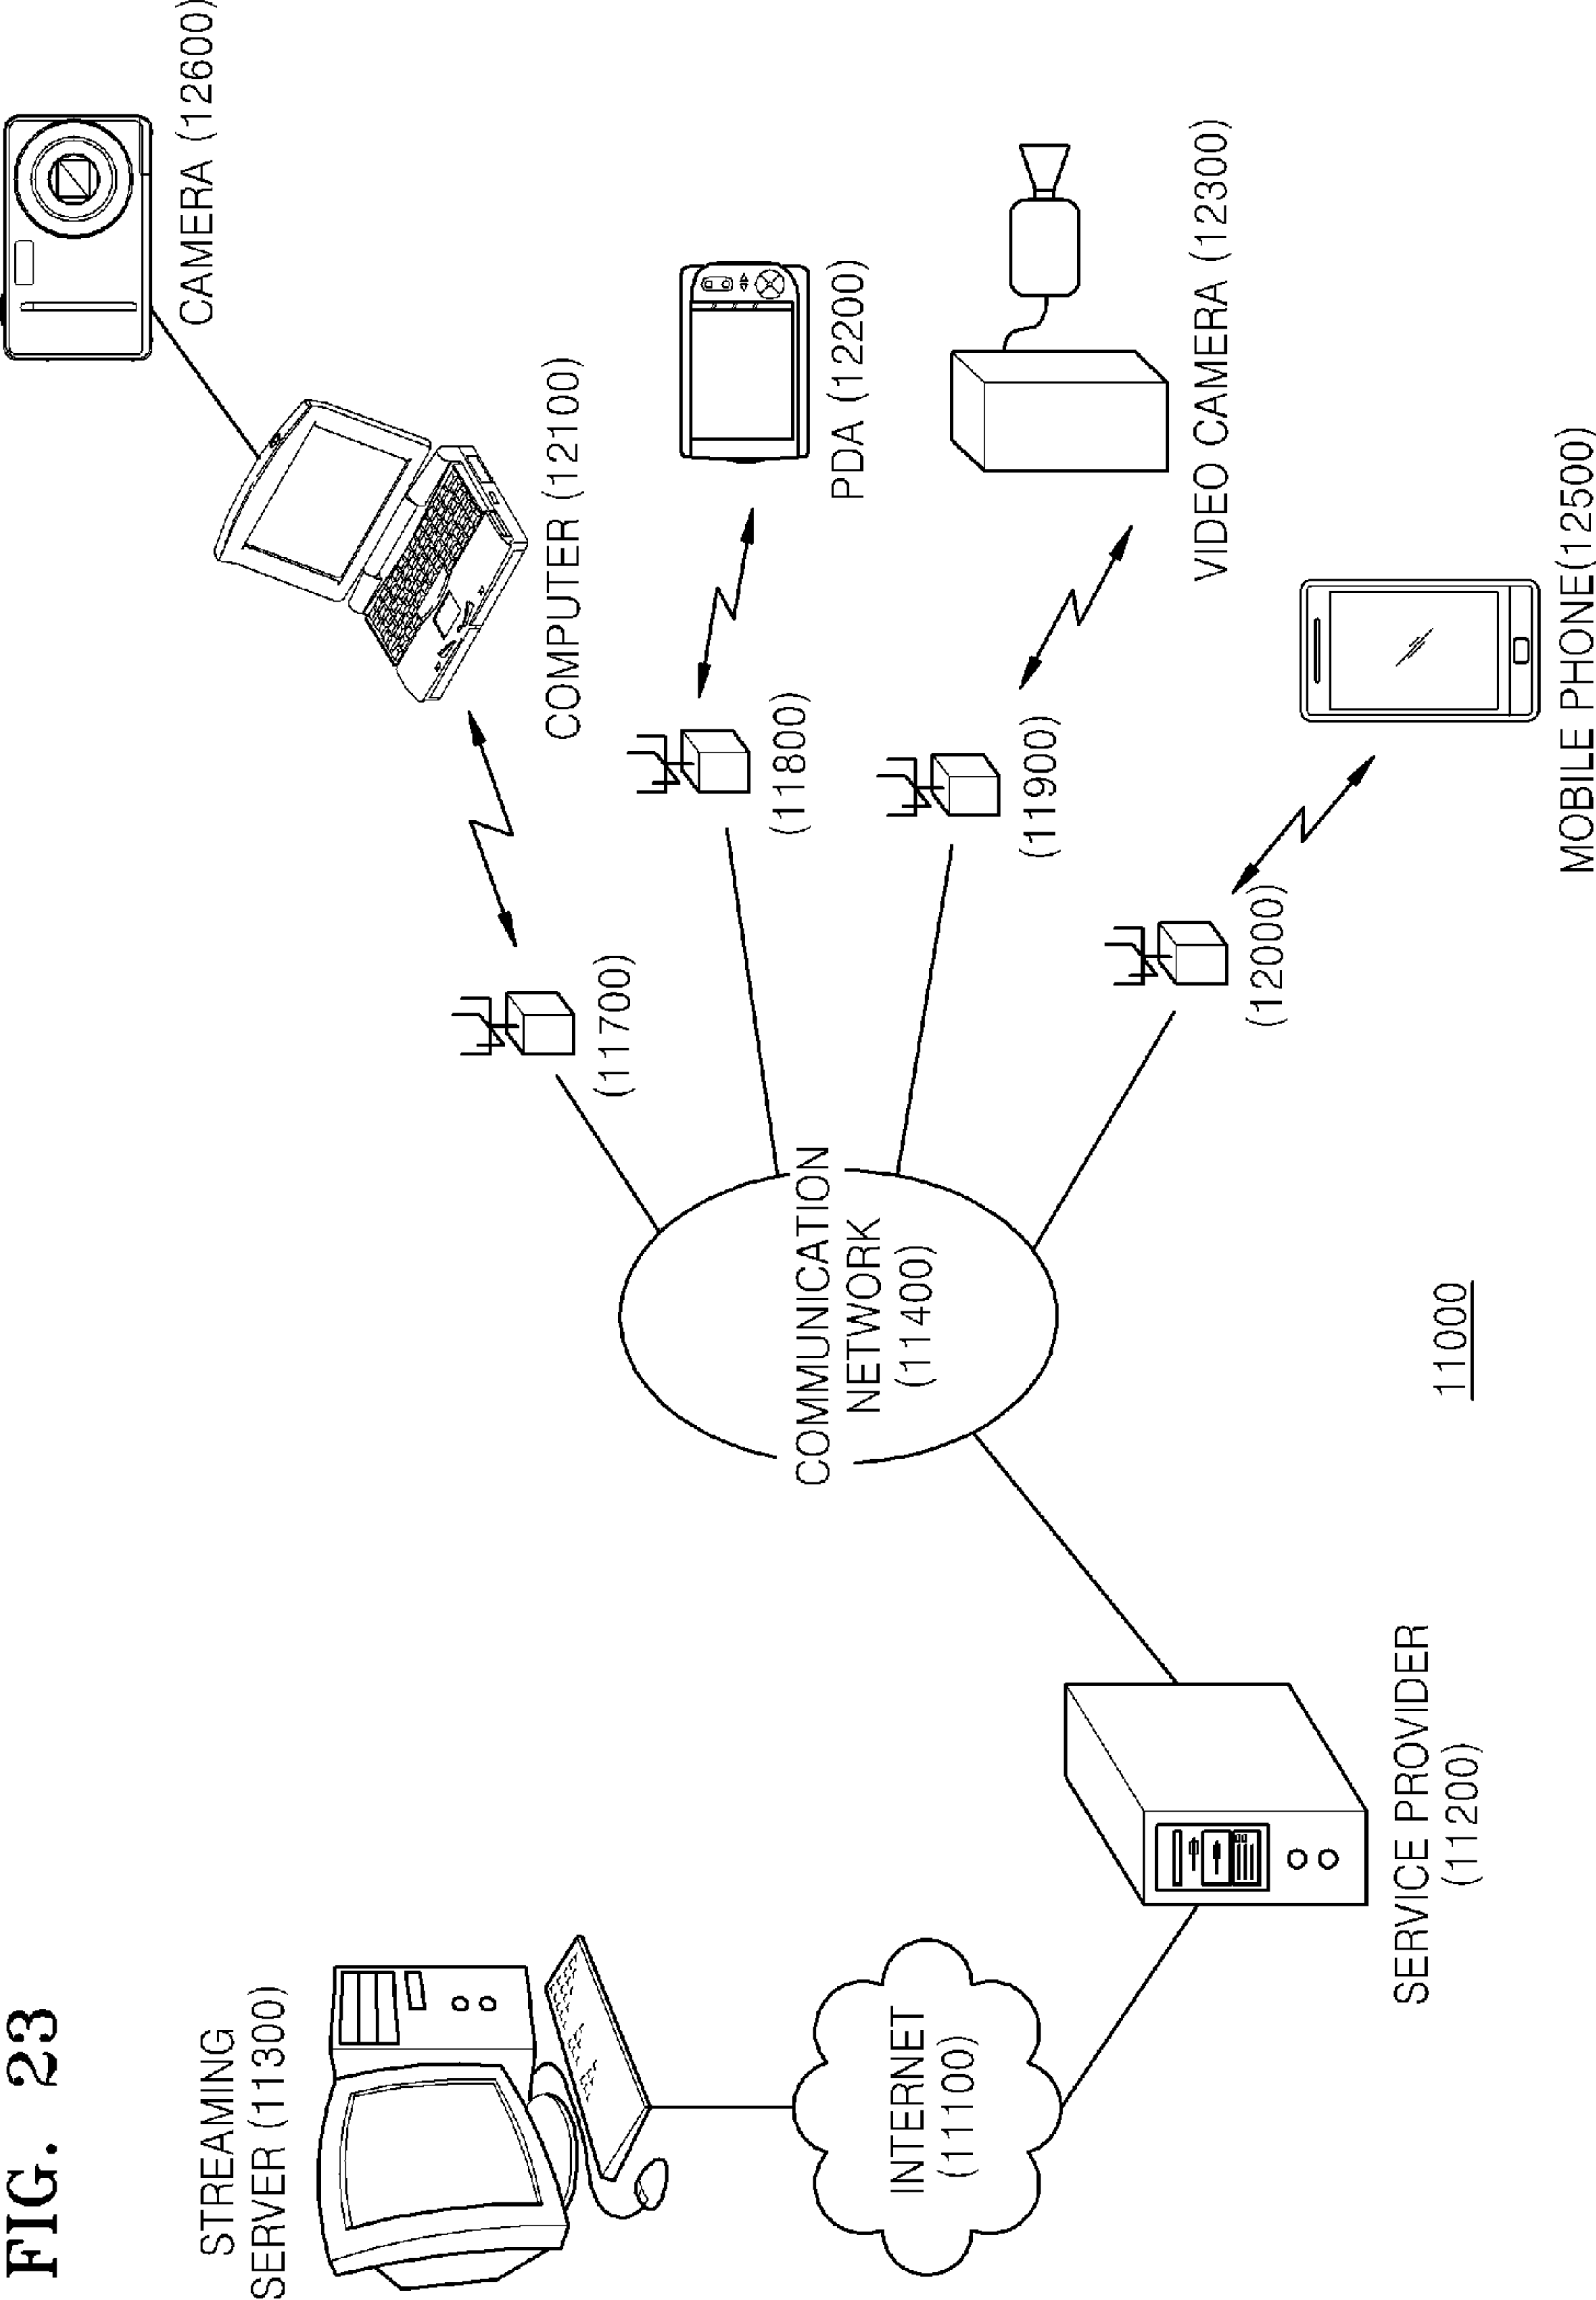 FIG. 23
STREAMING
SERVER (11300)
INTERNET
(11100)
SERVICE PROVIDER
(11200)
COMMUNICATION
NETWORK
(11400)
11000
(11700)
(11800)
(11900)
(12000)
CAMERA (12600)
COMPUTER (12100)
PDA (12200)
VIDEO CAMERA (12300)
MOBILE PHONE(12500)